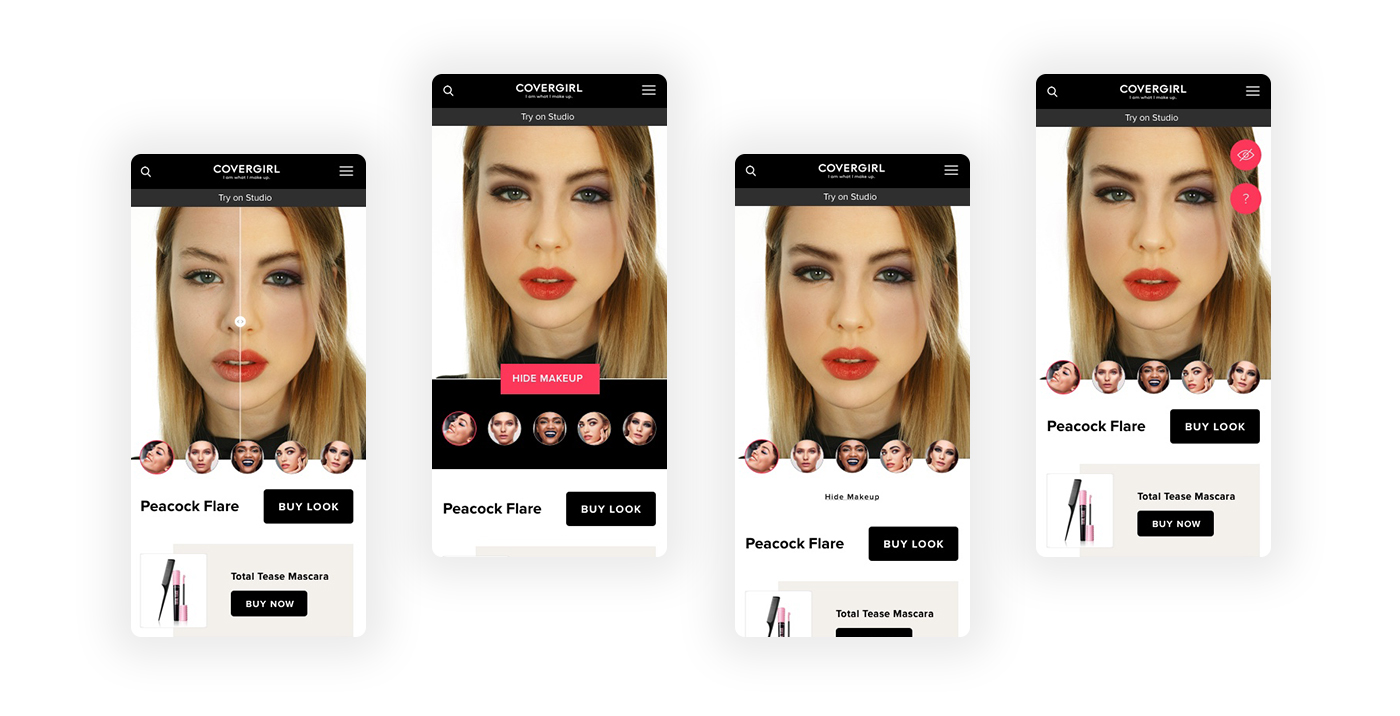 COVERGIRL
I am what I make up.
Try on Studio
Peacock Flare
BUY LOOK
Total Tease Mascara
BUY NOW
COVERGIRL
I am what I make up.
Try on Studio
HIDE MAKEUP
Peacock Flare
BUY LOOK
COVERGIRL
I am what I make up.
Try on Studio
Hide Makeup
Peacock Flare
BUY LOOK
Total Tease Mascara
COVERGIRL
I am what I make up.
Try on Studio
?
Peacock Flare
BUY LOOK
Total Tease Mascara
BUY NOW